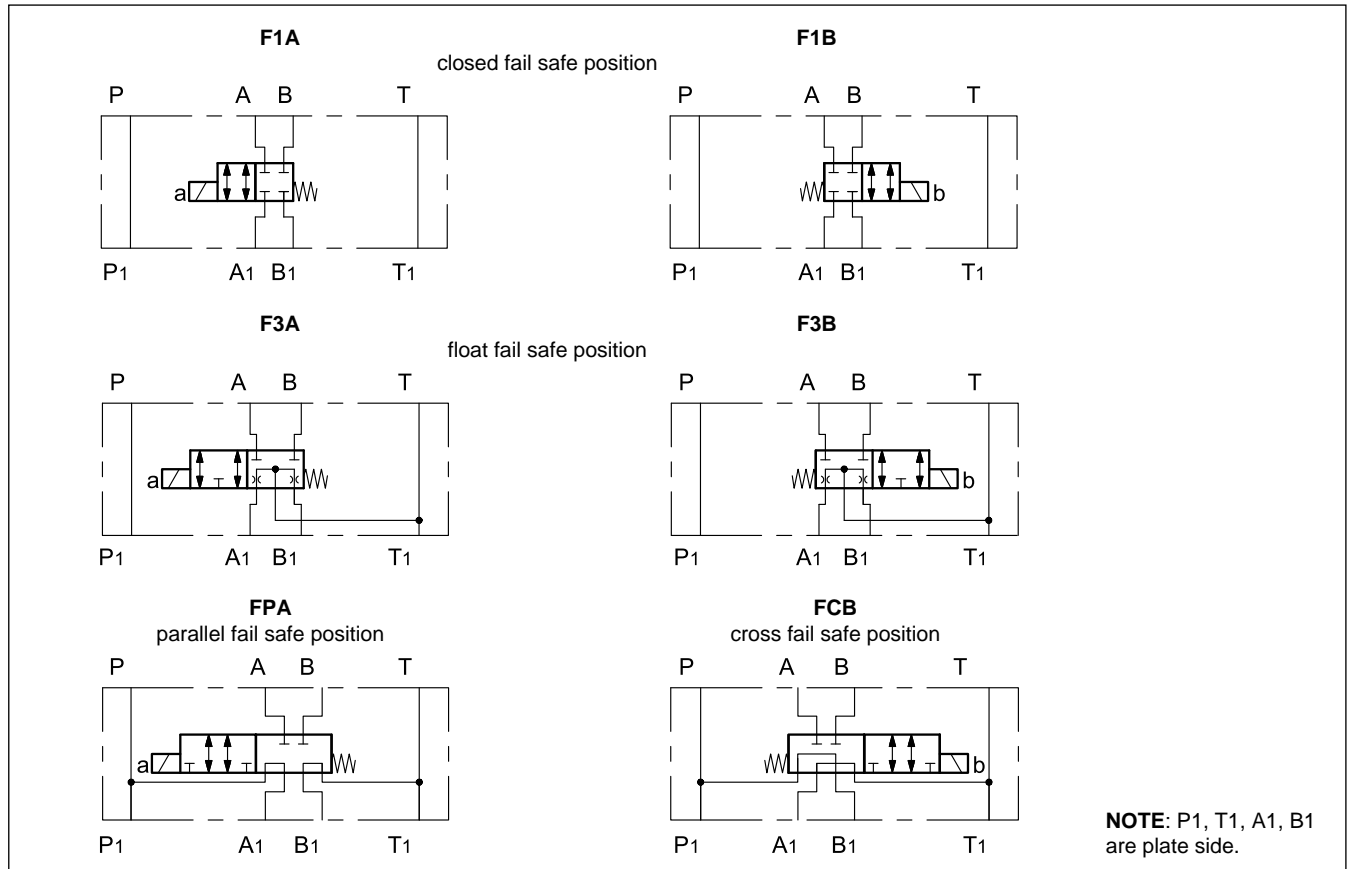 F1A F1B
closed fail safe position
P A B T P A B T
a b
P1 A1 B1 T1 P1 A1 B1 T1
F3A F3B
float fail safe position
P A B T P A B T
a b
P1 A1 B1 T1 P1 A1 B1 T1
FPA FCB
parallel fail safe position cross fail safe position
P A B T P A B T
a b
P1 A1 B1 T1 P1 A1 B1 T1
NOTE: P1, T1, A1, B1
are plate side.